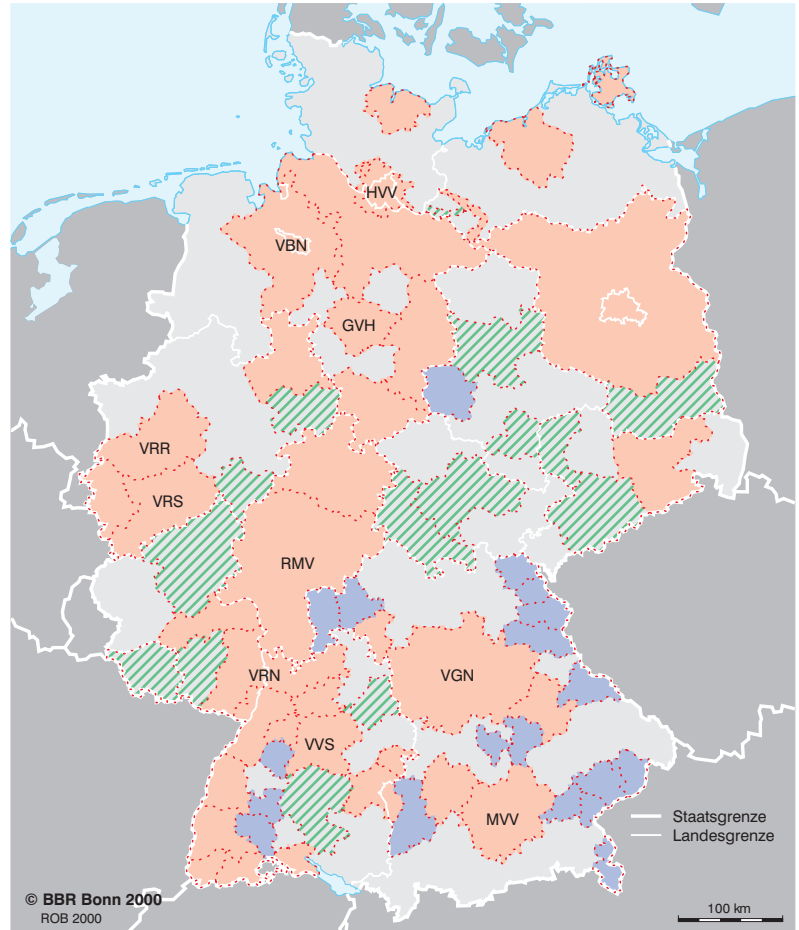 HVV
VBN
GVH
VRR
VRS
RMV
VRN
VGN
VVS
MVV
Staatsgrenze
Landesgrenze
© BBR Bonn 2000
ROB 2000
100 km